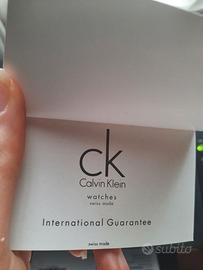 ck
Calvin Klein
watches
swiss made
International Guarantee
swiss made
subito